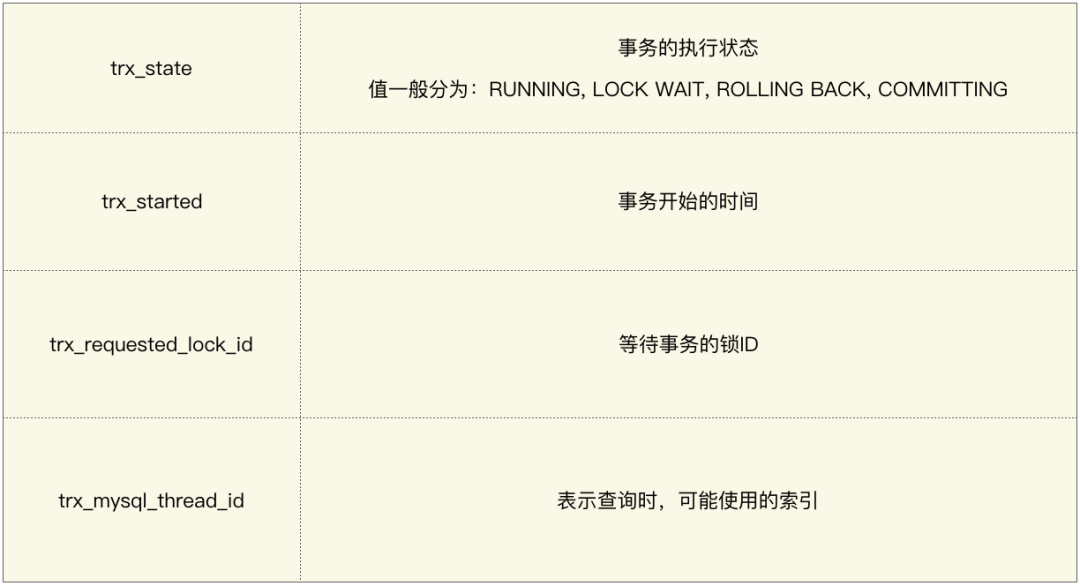 trx_state
事务的执行状态
值一般分为：RUNNING, LOCK WAIT, ROLLING BACK, COMMITTING
trx_started
事务开始的时间
trx_requested_lock_id
等待事务的锁ID
trx_mysql_thread_id
表示查询时，可能使用的索引